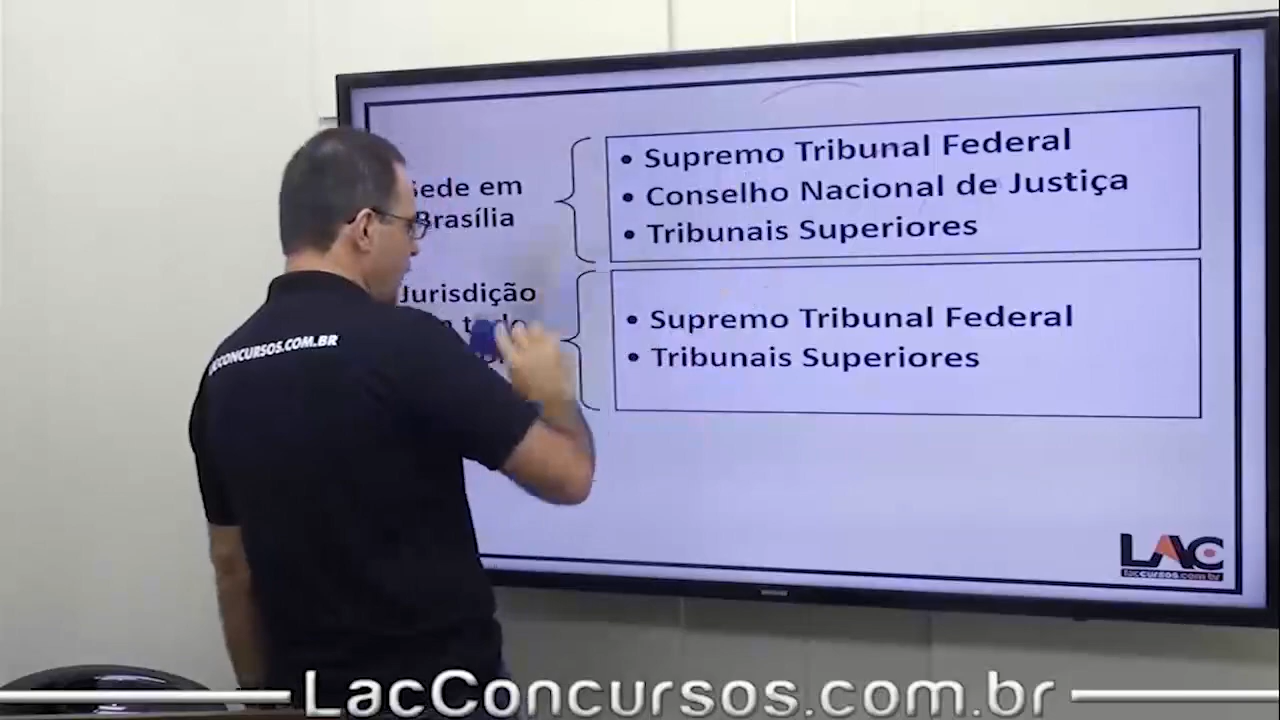 Sede em
Brasília
• Supremo Tribunal Federal
• Conselho Nacional de Justiça
• Tribunais Superiores
Jurisdição
• Supremo Tribunal Federal
• Tribunais Superiores
LACCONCURSOS.COM.BR
LAC
laccursos.com.br
LacConcursos.com.br